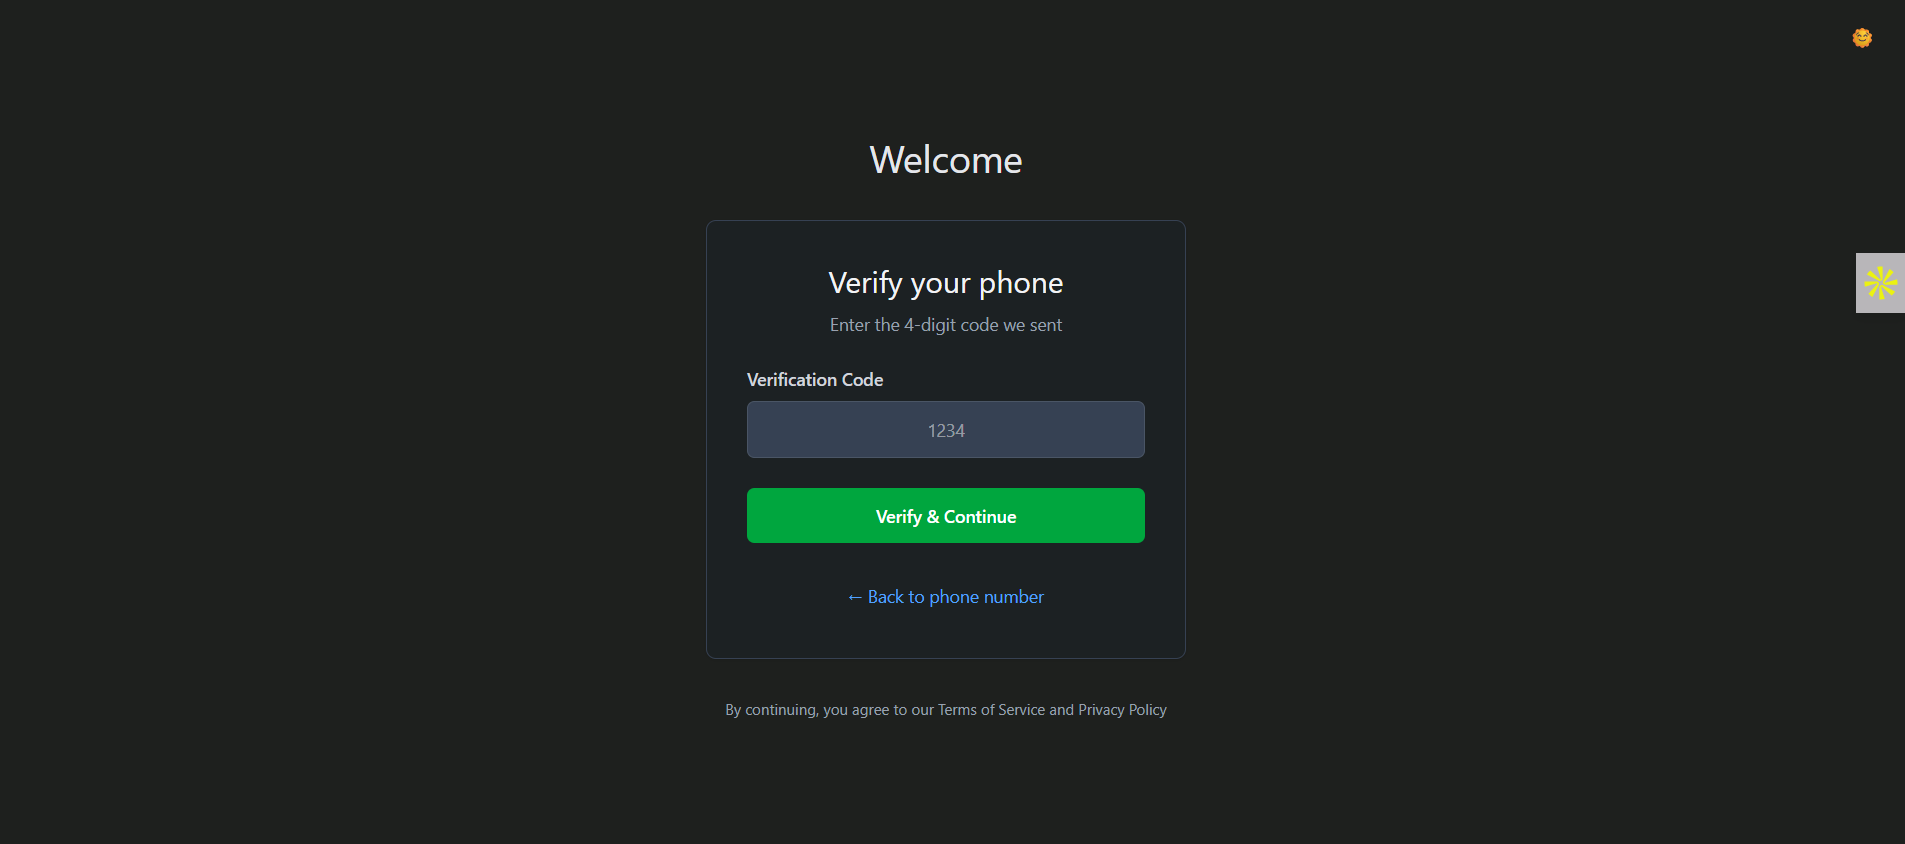 Welcome
Verify your phone
Enter the 4-digit code we sent
Verification Code
1234
Verify & Continue
← Back to phone number
By continuing, you agree to our Terms of Service and Privacy Policy